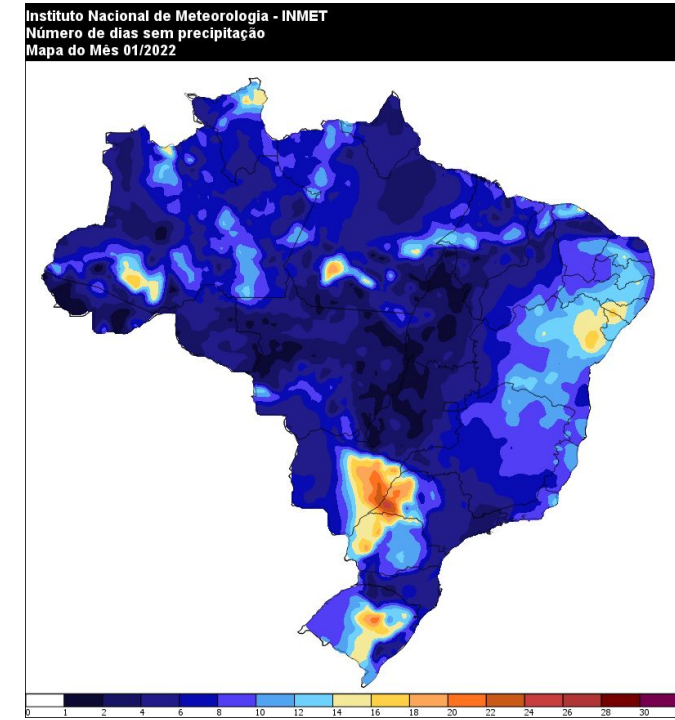 Instituto Nacional de Meteorologia - INMET
Número de dias sem precipitação
Mapa do Mês 01/2022
0 1 2 4 6 8 10 12 14 16 18 20 22 24 26 28 30